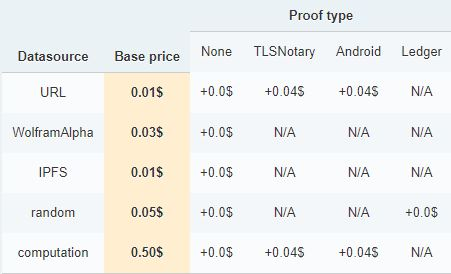 Proof type
Datasource Base price None TLSNotary Android Ledger
URL 0.01$ +0.0$ +0.04$ +0.04$ N/A
WolframAlpha 0.03$ +0.0$ N/A N/A N/A
IPFS 0.01$ +0.0$ N/A N/A N/A
random 0.05$ +0.0$ N/A N/A +0.0$
computation 0.50$ +0.0$ +0.04$ +0.04$ N/A